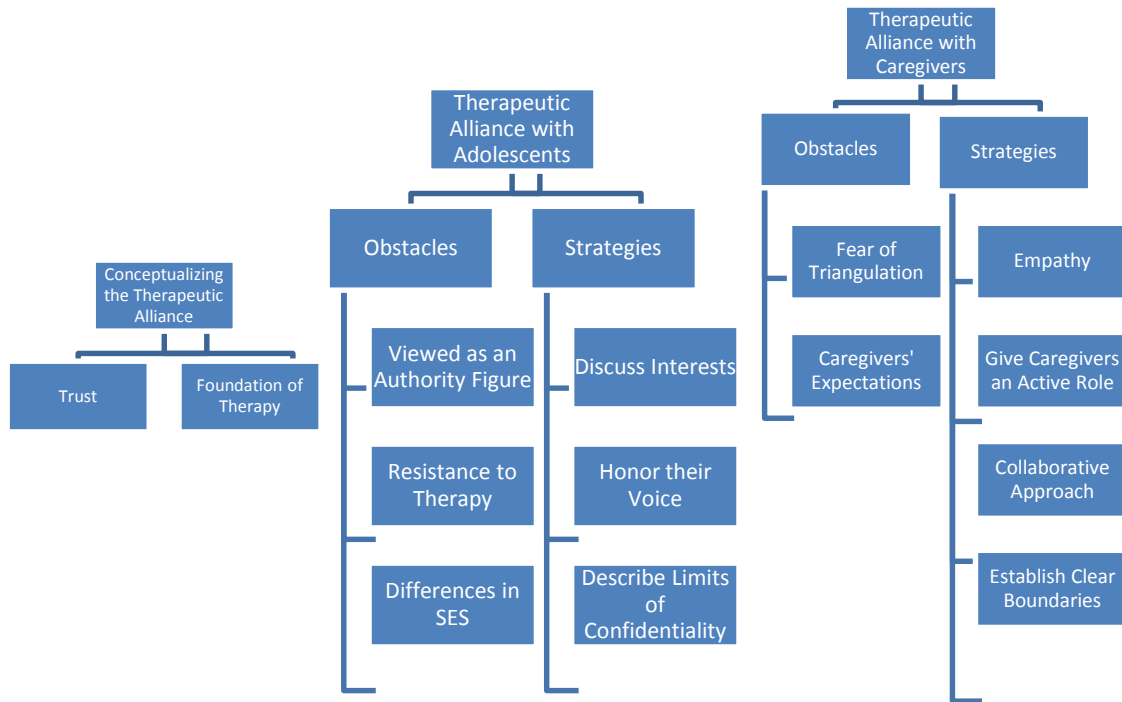 Conceptualizing
the Therapeutic
Alliance
Trust
Foundation of
Therapy
Therapeutic
Alliance with
Adolescents
Obstacles
Viewed as an
Authority Figure
Resistance to
Therapy
Differences in
SES
Strategies
Discuss Interests
Honor their
Voice
Describe Limits
of
Confidentiality
Therapeutic
Alliance with
Caregivers
Obstacles
Fear of
Triangulation
Caregivers'
Expectations
Strategies
Empathy
Give Caregivers
an Active Role
Collaborative
Approach
Establish Clear
Boundaries